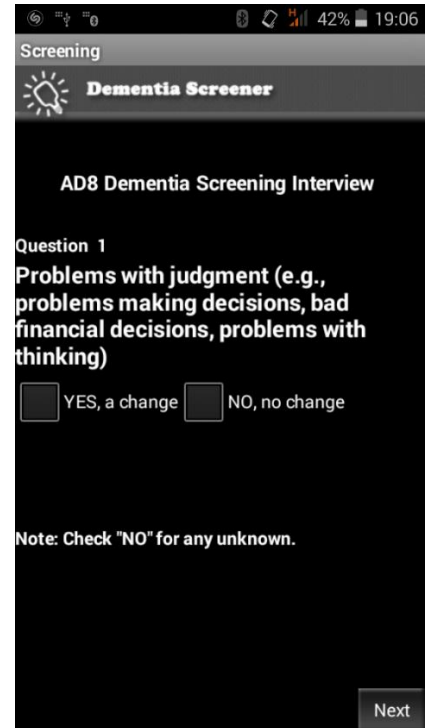 H 42% 19:06
Screening
Dementia Screener
AD8 Dementia Screening Interview
Question 1
Problems with judgment (e.g.,
problems making decisions, bad
financial decisions, problems with
thinking)
YES, a change NO, no change
Note: Check "NO" for any unknown.
Next